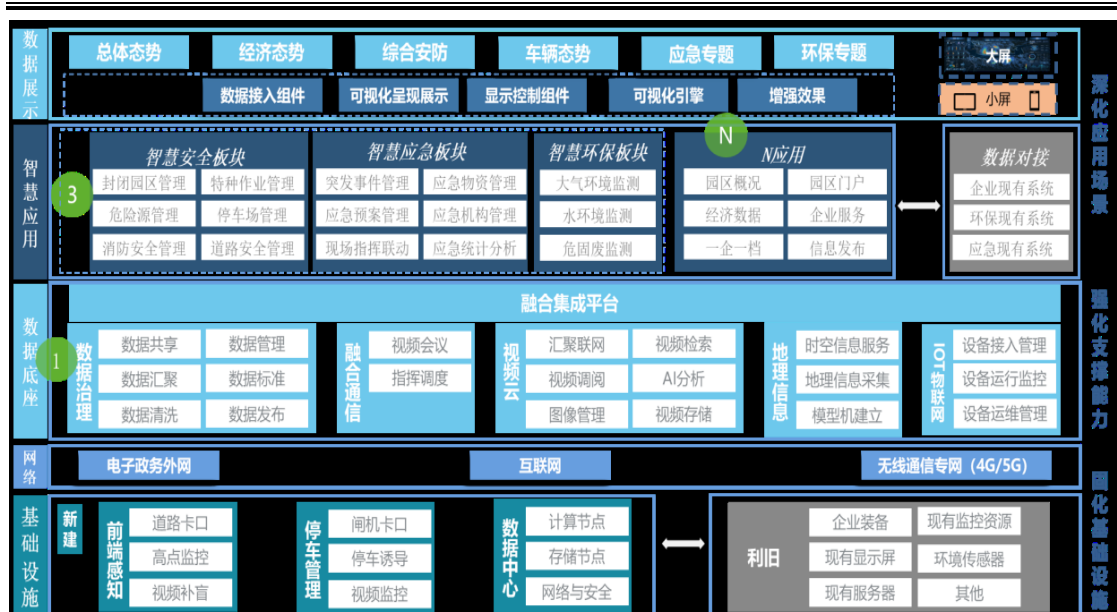 数据展示
总体态势 经济态势 综合安防 车辆态势 应急专题 环保专题 大屏
数据接入组件 可视化呈现展示 显示控制组件 可视化引擎 增强效果 小屏
深化应用场景
智慧应用
3
智慧安全板块 智慧应急板块 智慧环保板块 N N应用 数据对接
封闭园区管理 特种作业管理 突发事件管理 应急物资管理 大气环境监测 园区概况 园区门户 企业现有系统
危险源管理 停车场管理 应急预案管理 应急机构管理 水环境监测 经济数据 企业服务 环保现有系统
消防安全管理 道路安全管理 现场指挥联动 应急统计分析 危固废监测 一企一档 信息发布 应急现有系统
数据底座
1
融合集成平台
强化支撑能力
数据治理
数据共享 数据管理
数据汇聚 数据标准
数据清洗 数据发布
融合通信
视频会议
指挥调度
视频云
汇聚联网 视频检索
视频调阅 AI分析
图像管理 视频存储
地理信息
时空信息服务
地理信息采集
模型机建立
IOT物联网
设备接入管理
设备运行监控
设备运维管理
网络
电子政务外网 互联网 无线通信专网（4G/5G）
固化基础设施
基础设施
新建
前端感知
道路卡口
高点监控
视频补盲
停车管理
闸机卡口
停车诱导
视频监控
数据中心
计算节点
存储节点
网络与安全
利旧
企业装备 现有监控资源
现有显示屏 环境传感器
现有服务器 其他